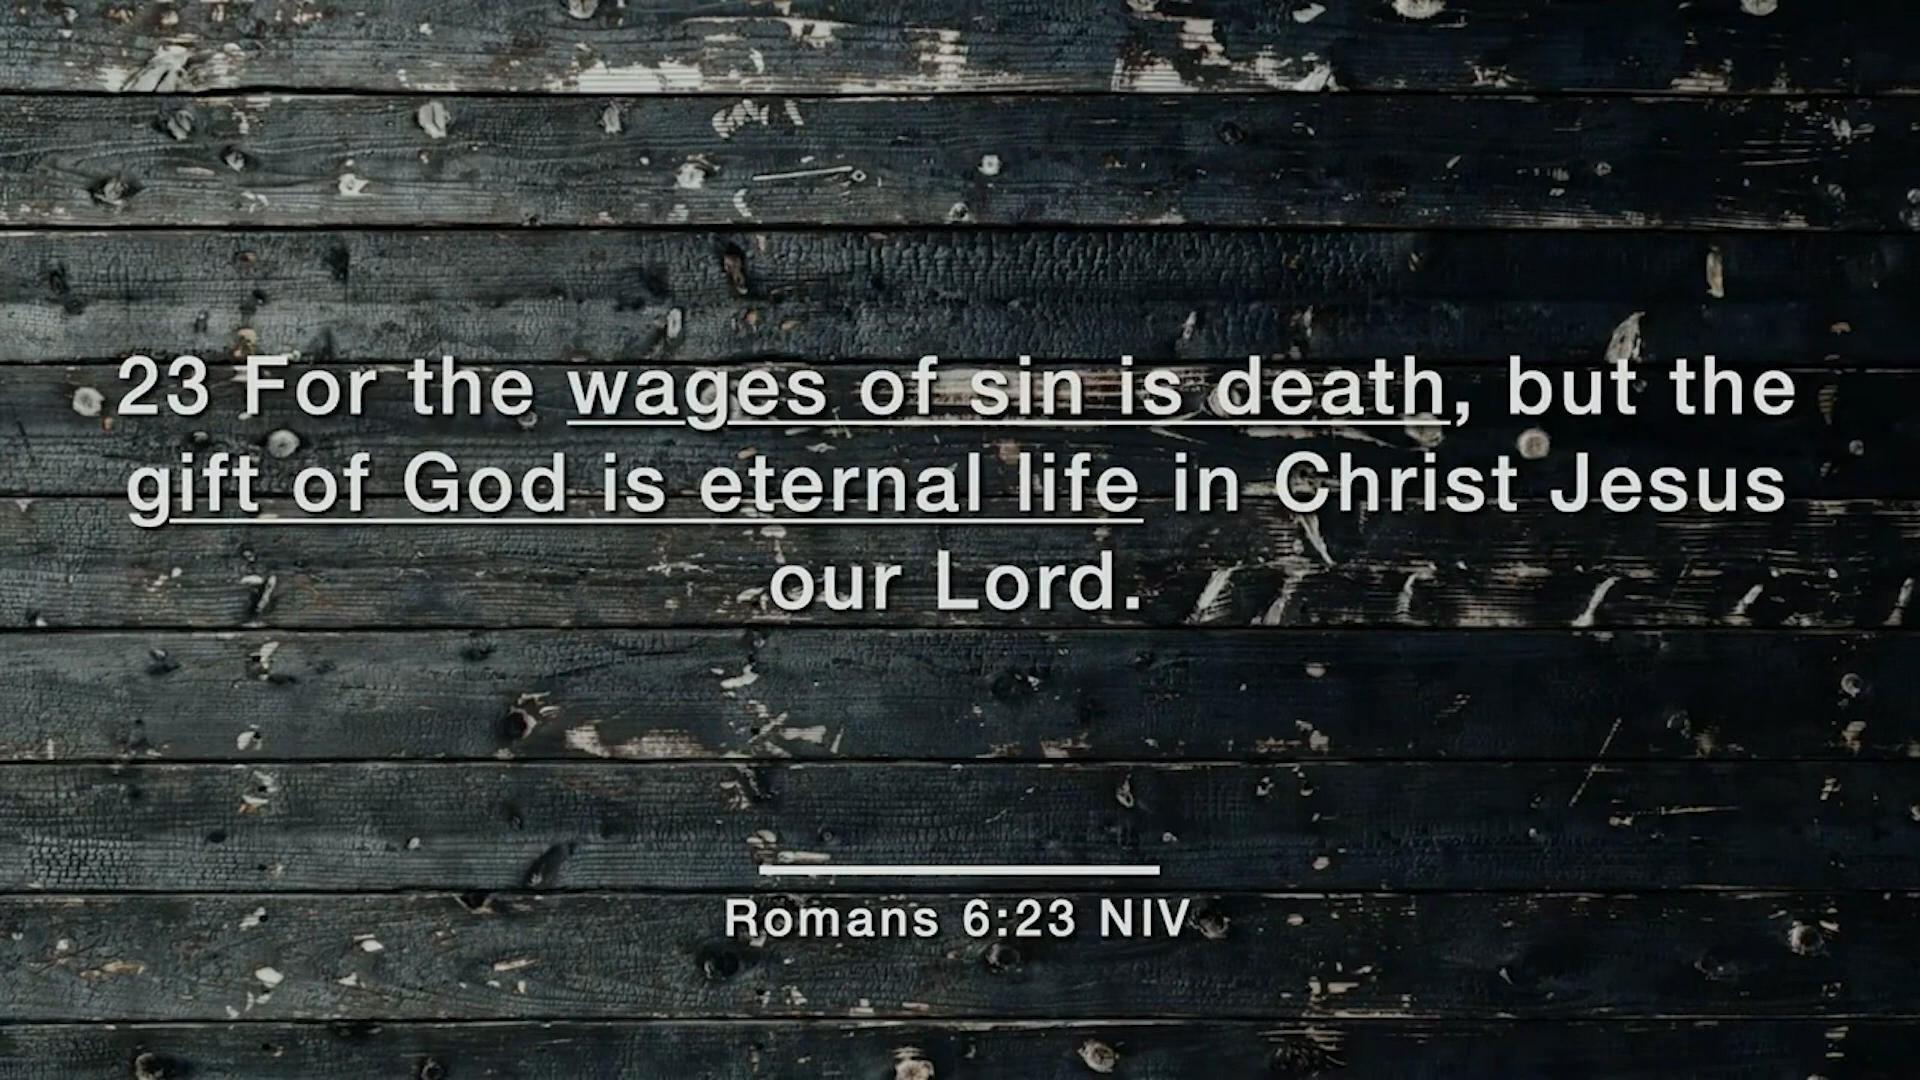 23 For the wages of sin is death, but the
gift of God is eternal life in Christ Jesus
our Lord.
Romans 6:23 NIV